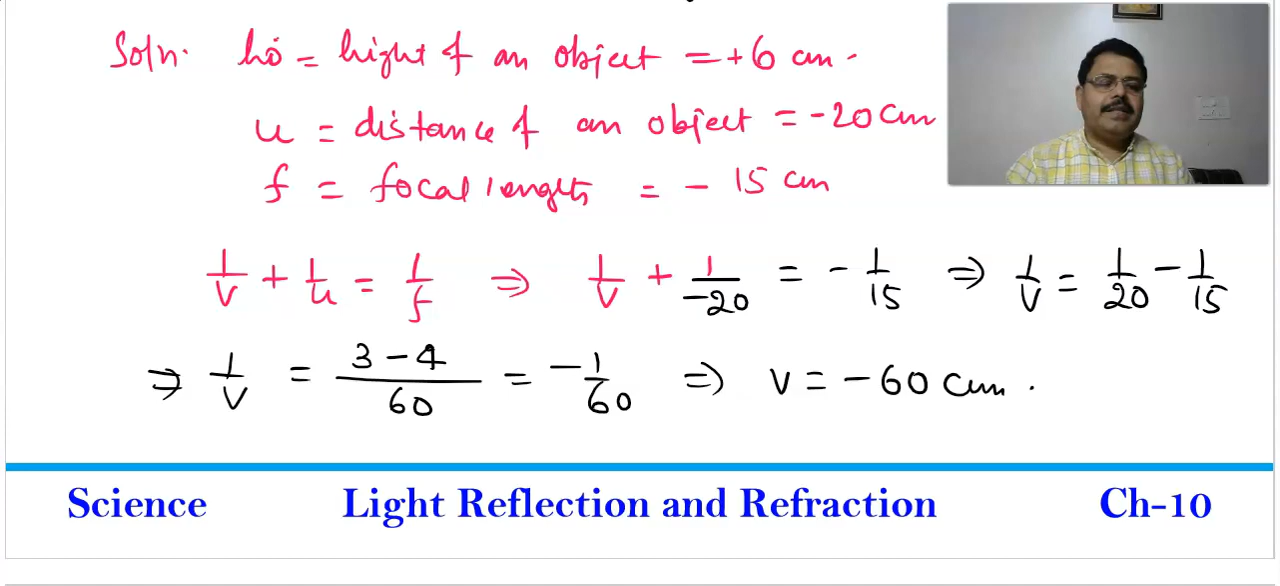 Soln. ho = hight of an object = +6 cm.
u = distance of an object = -20 cm
f = focal length = - 15 cm
1/v + 1/u = 1/f ⇒ 1/v + 1/-20 = - 1/15 ⇒ 1/v = 1/20 - 1/15
⇒ 1/v = 3-4/60 = - 1/60 ⇒ v = -60 cm.
Science Light Reflection and Refraction Ch-10